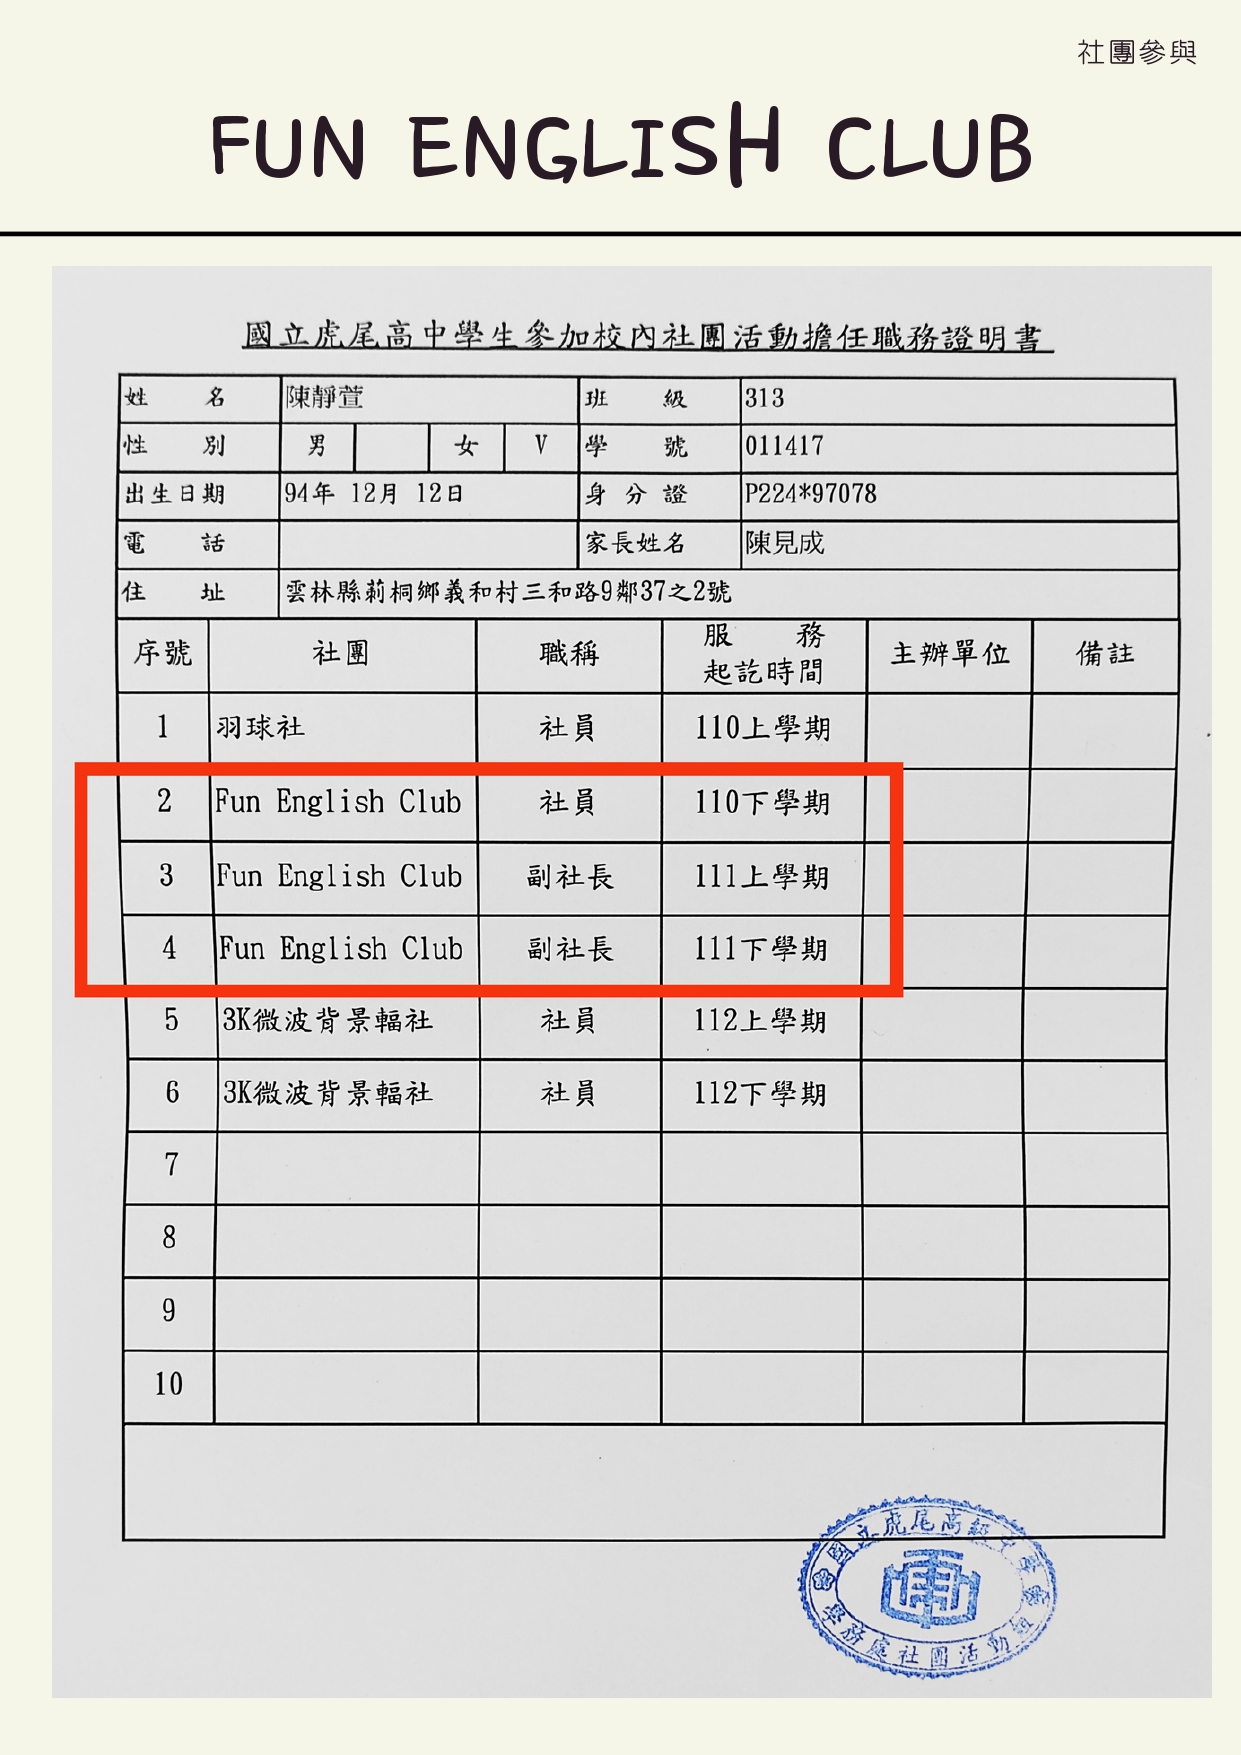 社團參與
FUN ENGLISH CLUB
國立虎尾高中學生參加校內社團活動擔任職務證明書
姓 名 陳靜萱 班 級 313
性 別 男 女 V 學 號 011417
出生日期 94年 12月 12日 身 分 證 P224*97078
電 話 家長姓名 陳見成
住 址 雲林縣莿桐鄉義和村三和路9鄰37之2號
序號 社團 職稱 服 務 起訖時間 主辦單位 備註
1 羽球社 社員 110上學期
2 Fun English Club 社員 110下學期
3 Fun English Club 副社長 111上學期
4 Fun English Club 副社長 111下學期
5 3K微波背景輻社 社員 112上學期
6 3K微波背景輻社 社員 112下學期
7
8
9
10
國立虎尾高級中學
學務處社團活動組